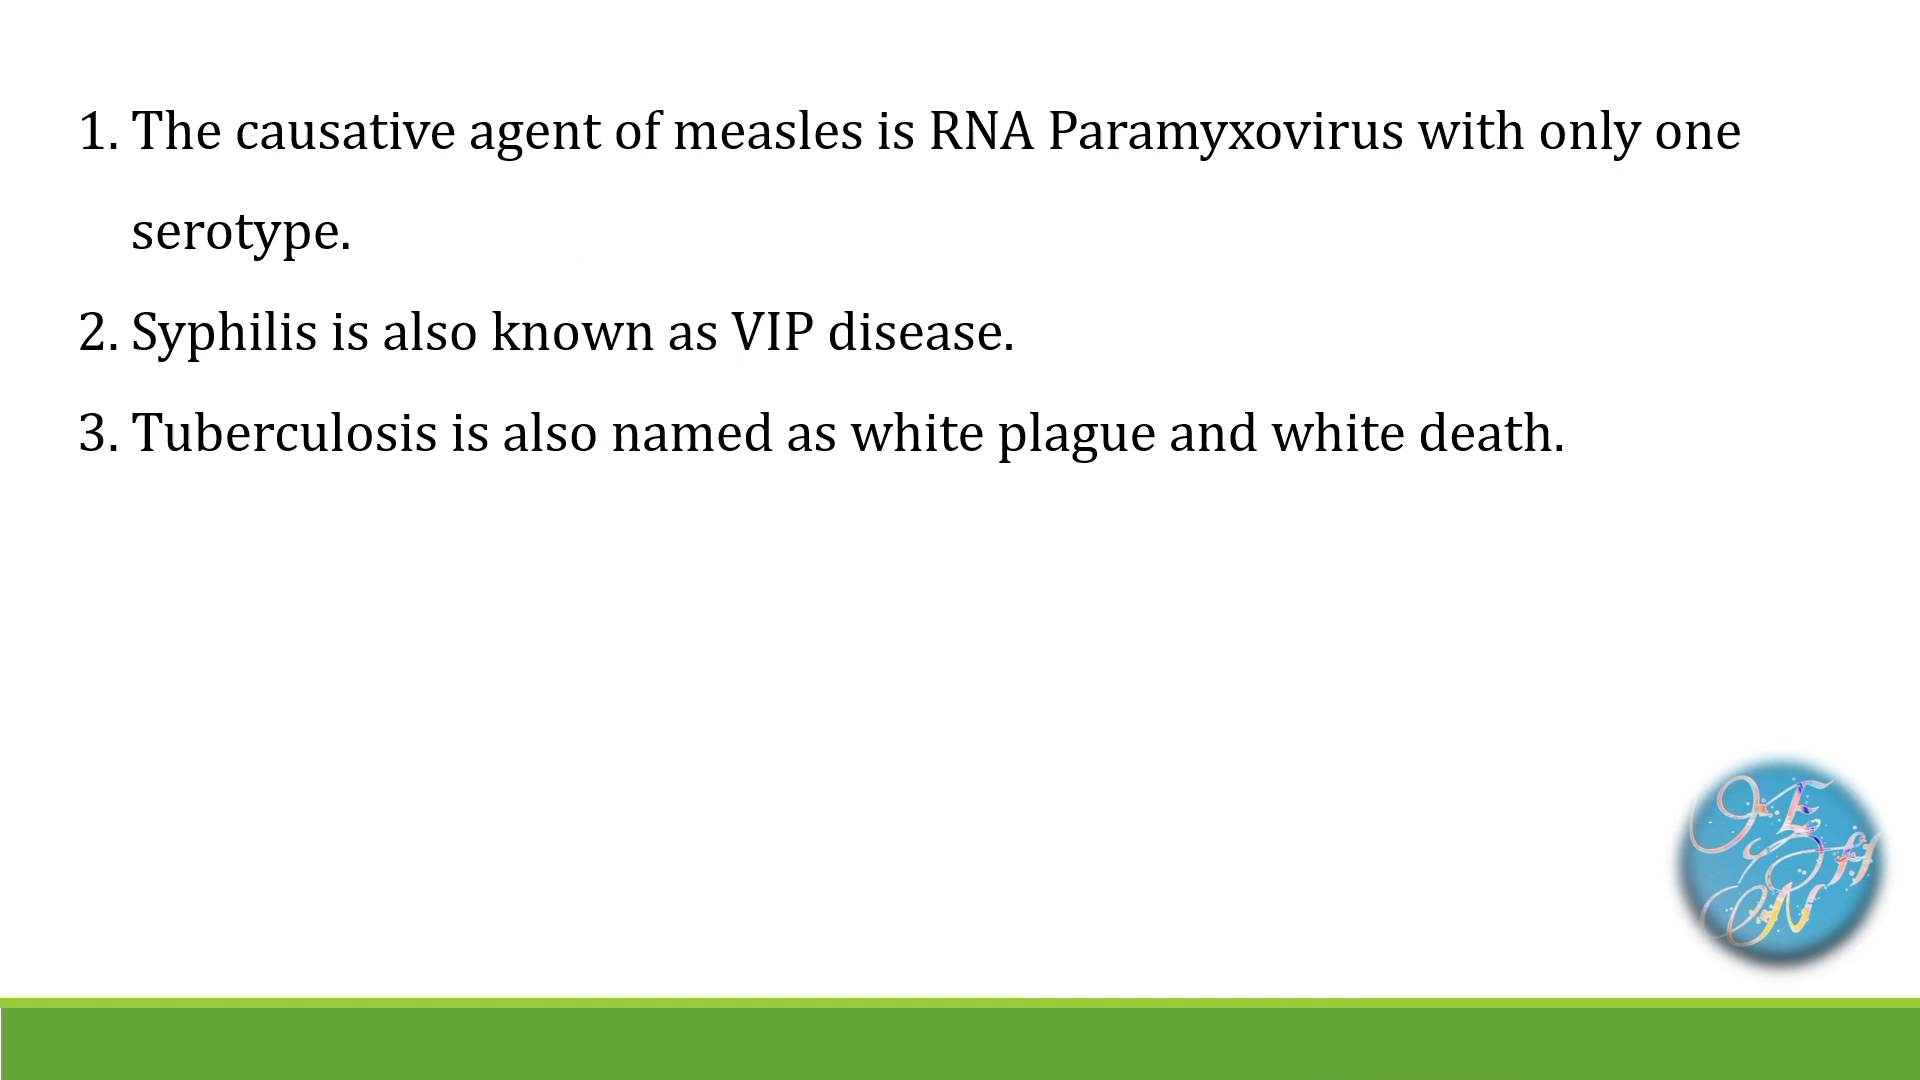 1. The causative agent of measles is RNA Paramyxovirus with only one
serotype.
2. Syphilis is also known as VIP disease.
3. Tuberculosis is also named as white plague and white death.